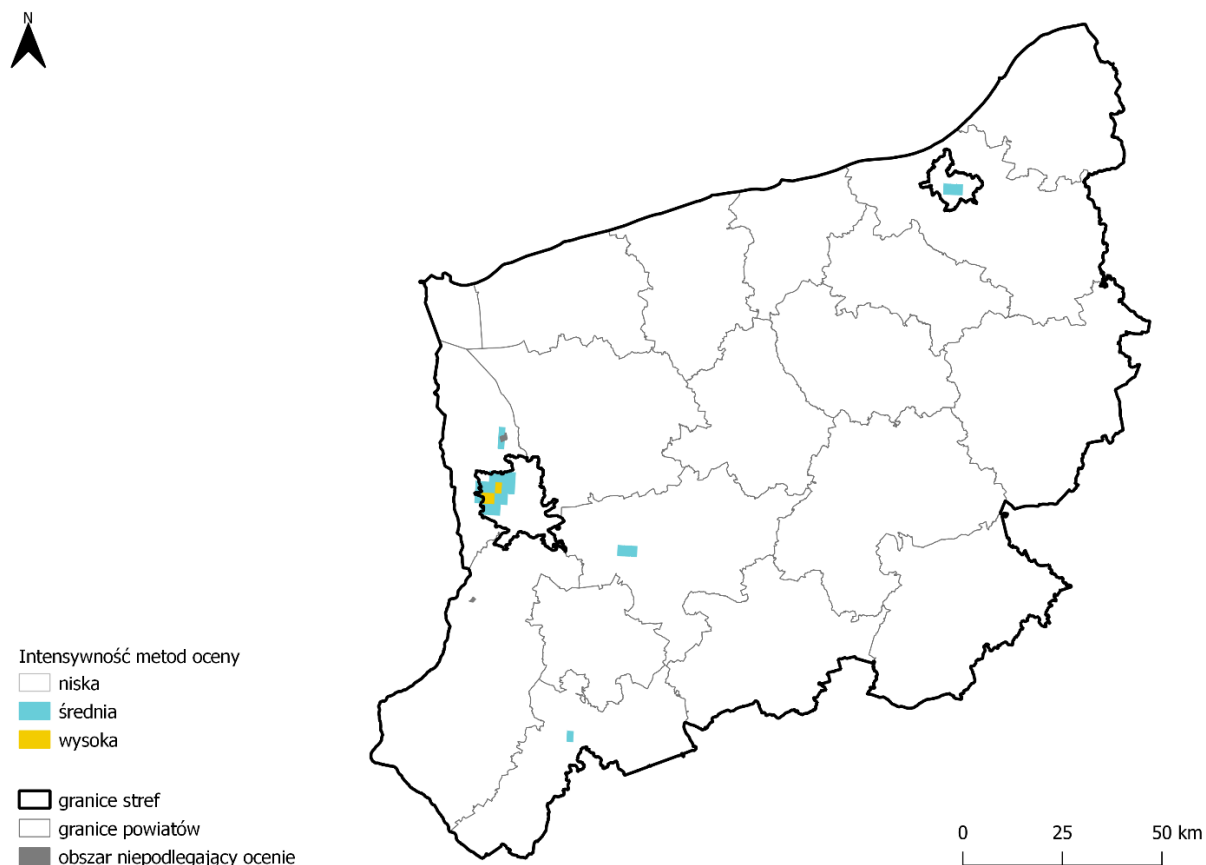 N
Intensywność metod oceny
niska
średnia
wysoka
granice stref
granice powiatów
obszar niepodlegający ocenie
0 25 50 km